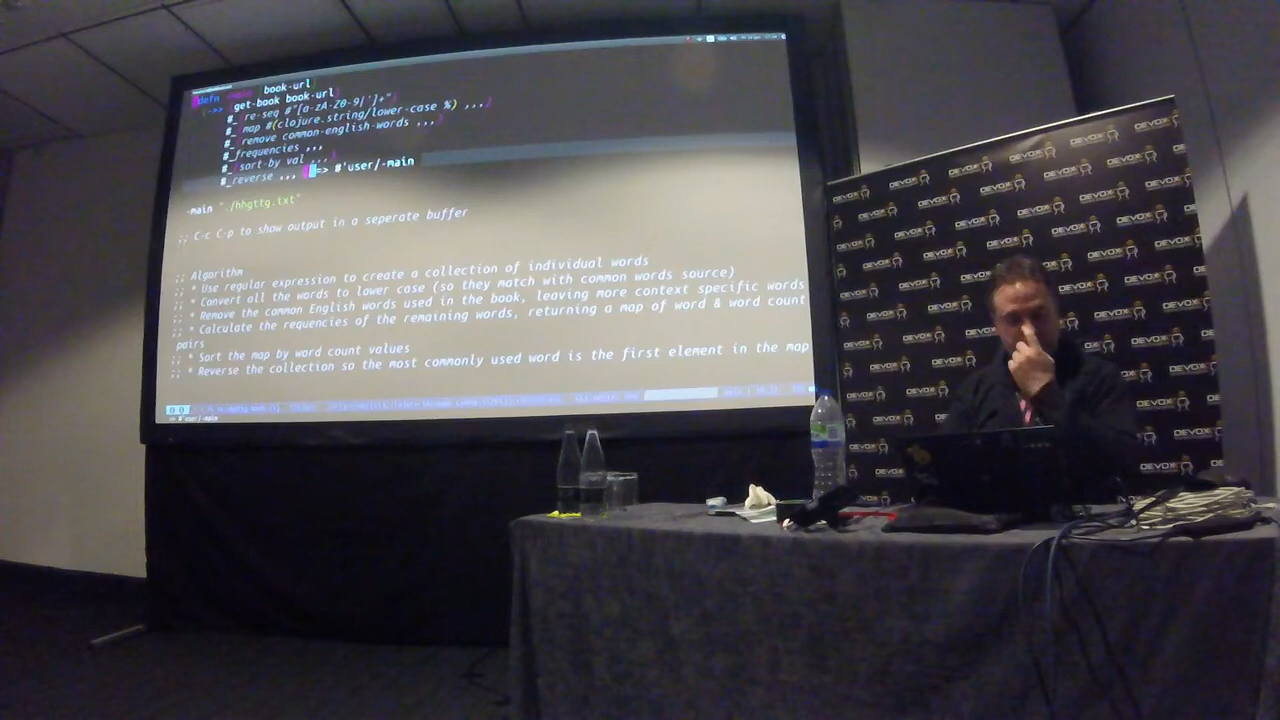 defn -main [book-url]
(->> (get-book book-url)
#_(re-seq #"[a-zA-Z0-9|']+" ,,,)
#_(map #(clojure.string/lower-case %) ,,,)
#_(remove common-english-words ,,,)
#_frequencies ,,,
#_(sort-by val ,,,)
#_reverse ,,, => #'user/-main
-main "./hhgttg.txt"
;; C-c C-p to show output in a seperate buffer
;; Algorithm
;; * Use regular expression to create a collection of individual words
;; * Convert all the words to lower case (so they match with common words source)
;; * Remove the common English words used in the book, leaving more context specific words
;; * Calculate the requencies of the remaining words, returning a map of word & word count
pairs
;; * Sort the map by word count values
;; * Reverse the collection so the most commonly used word is the first element in the map
=> #'user/-main
DEVOXX